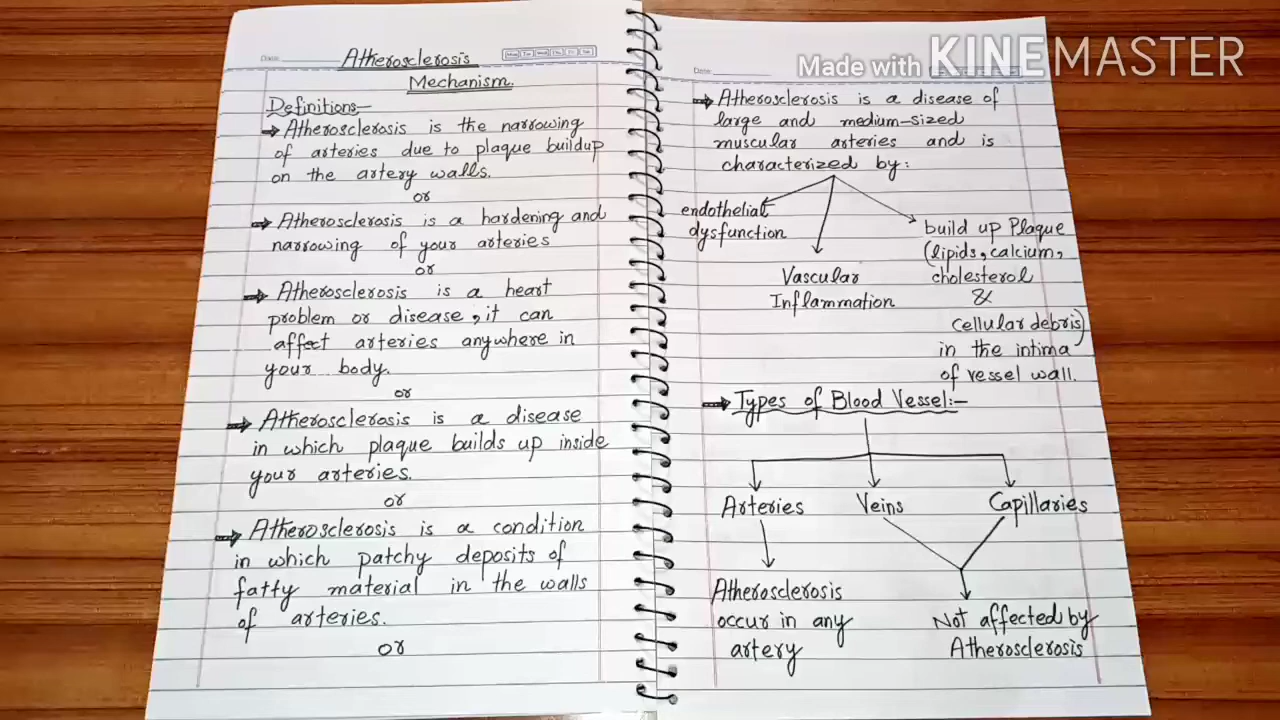 Atherosclerosis
Mechanism.
Definitions:-
→ Atherosclerosis is the narrowing
of arteries due to plaque buildup
on the artery walls.
or
→ Atherosclerosis is a hardening and
narrowing of your arteries
or
→ Atherosclerosis is a heart
problem or disease, it can
affect arteries anywhere in
your body.
or
→ Atherosclerosis is a disease
in which plaque builds up inside
your arteries.
or
→ Atherosclerosis is a condition
in which patchy deposits of
fatty material in the walls
of arteries.
or
Date:
Made with KINEMASTER
→ Atherosclerosis is a disease of
large and medium-sized
muscular arteries and is
characterized by:
endothelial
dysfunction
Vascular
Inflammation
build up Plaque
(lipids, calcium,
cholesterol
&
cellular debris)
in the intima
of vessel wall.
→ Types of Blood Vessel:-
Arteries
Veins
Capillaries
Atherosclerosis
occur in any
artery
Not affected by
Atherosclerosis